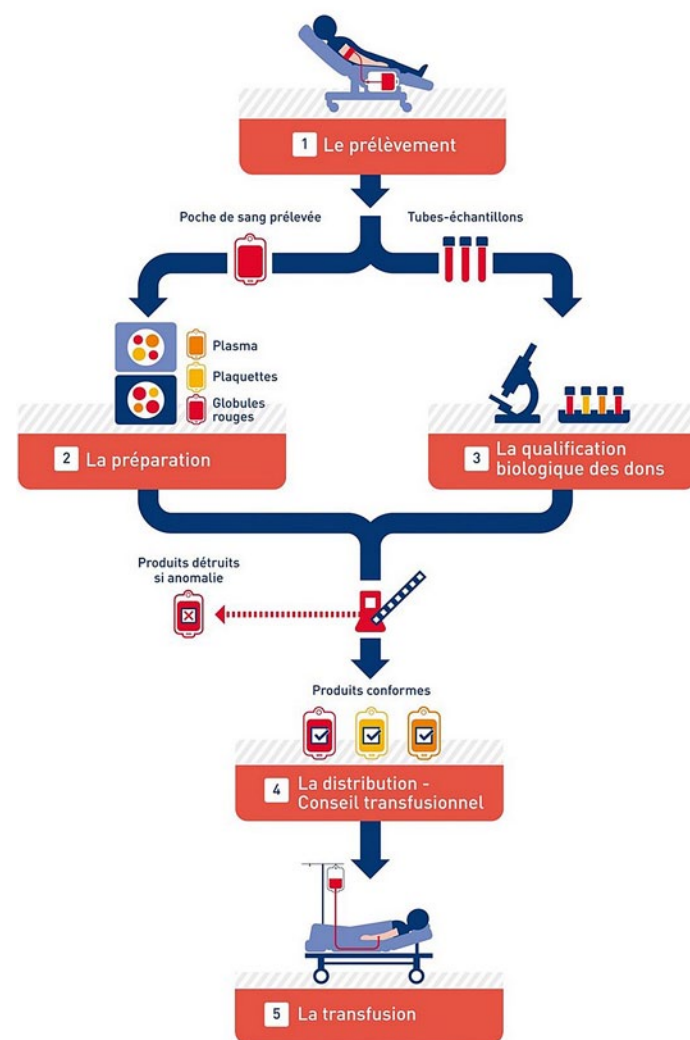 1 Le prélèvement
Poche de sang prélevée
Tubes-échantillons
Plasma
Plaquettes
Globules
rouges
2 La préparation
3 La qualification
biologique des dons
Produits détruits
si anomalie
Produits conformes
4 La distribution -
Conseil transfusionnel
5 La transfusion